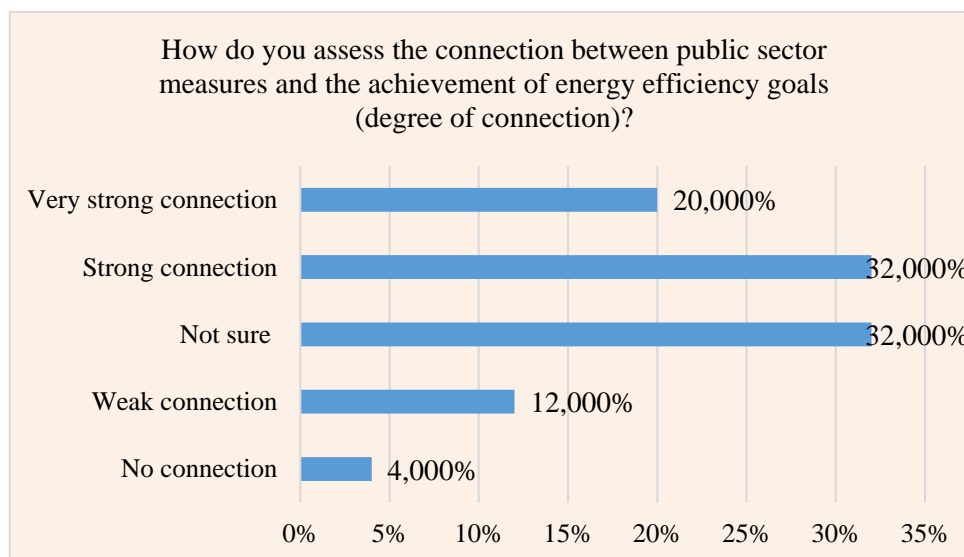 How do you assess the connection between public sector
measures and the achievement of energy efficiency goals
(degree of connection)?
Very strong connection 20,000%
Strong connection 32,000%
Not sure 32,000%
Weak connection 12,000%
No connection 4,000%
0% 5% 10% 15% 20% 25% 30% 35%